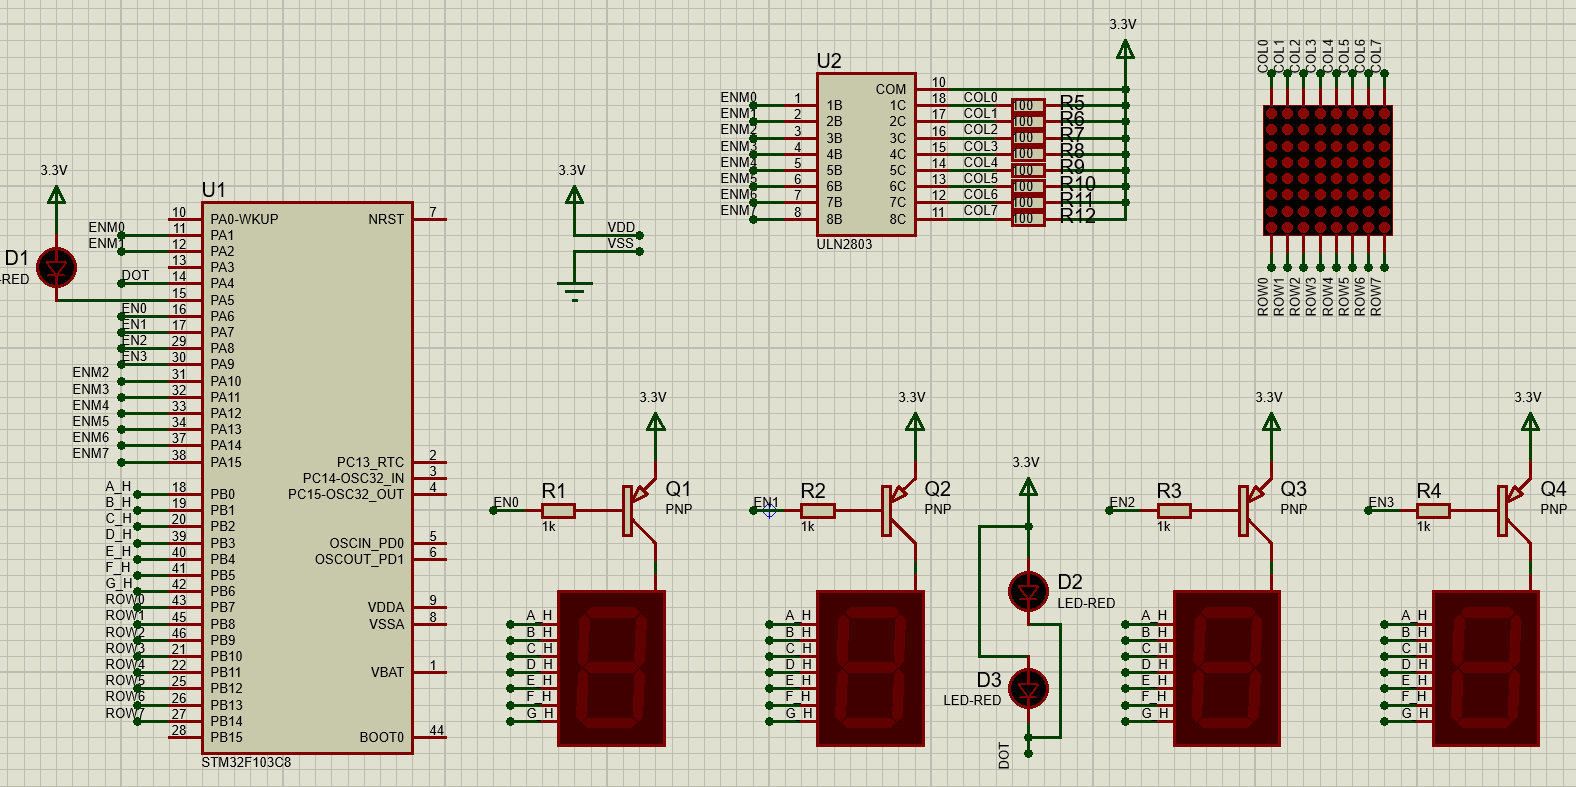 3.3V
U2
COM 10
ENM0 1 1B 1C 18 COL0 100 R5
ENM1 2 2B 2C 17 COL1 100 R6
ENM2 3 3B 3C 16 COL2 100 R7
ENM3 4 4B 4C 15 COL3 100 R8
ENM4 5 5B 5C 14 COL4 100 R9
ENM5 6 6B 6C 13 COL5 100 R10
ENM6 7 7B 7C 12 COL6 100 R11
ENM7 8 8B 8C 11 COL7 100 R12
ULN2803
COL0 COL1 COL2 COL3 COL4 COL5 COL6 COL7
ROW0 ROW1 ROW2 ROW3 ROW4 ROW5 ROW6 ROW7
3.3V
D1
-RED
3.3V
VDD
VSS
U1
10 PA0-WKUP NRST 7
ENM0 11 PA1
ENM1 12 PA2
13 PA3
DOT 14 PA4
15 PA5
EN0 16 PA6
EN1 17 PA7
EN2 29 PA8
EN3 30 PA9
ENM2 31 PA10
ENM3 32 PA11
ENM4 33 PA12
ENM5 34 PA13
ENM6 37 PA14
ENM7 38 PA15 PC13_RTC 2
PC14-OSC32_IN 3
A_H 18 PB0 PC15-OSC32_OUT 4
B_H 19 PB1
C_H 20 PB2
D_H 39 PB3 OSCIN_PD0 5
E_H 40 PB4 OSCOUT_PD1 6
F_H 41 PB5
G_H 42 PB6
ROW0 43 PB7 VDDA 9
ROW1 45 PB8 VSSA 8
ROW2 46 PB9
ROW3 21 PB10
ROW4 22 PB11 VBAT 1
ROW5 25 PB12
ROW6 26 PB13
ROW7 27 PB14
28 PB15 BOOT0 44
STM32F103C8
3.3V
EN0 R1 1k
Q1
PNP
A_H
B_H
C_H
D_H
E_H
F_H
G_H
3.3V
EN1 R2 1k
Q2
PNP
A_H
B_H
C_H
D_H
E_H
F_H
G_H
3.3V
D2
LED-RED
D3
LED-RED
DOT
3.3V
EN2 R3 1k
Q3
PNP
A_H
B_H
C_H
D_H
E_H
F_H
G_H
3.3V
EN3 R4 1k
Q4
PNP
A_H
B_H
C_H
D_H
E_H
F_H
G_H